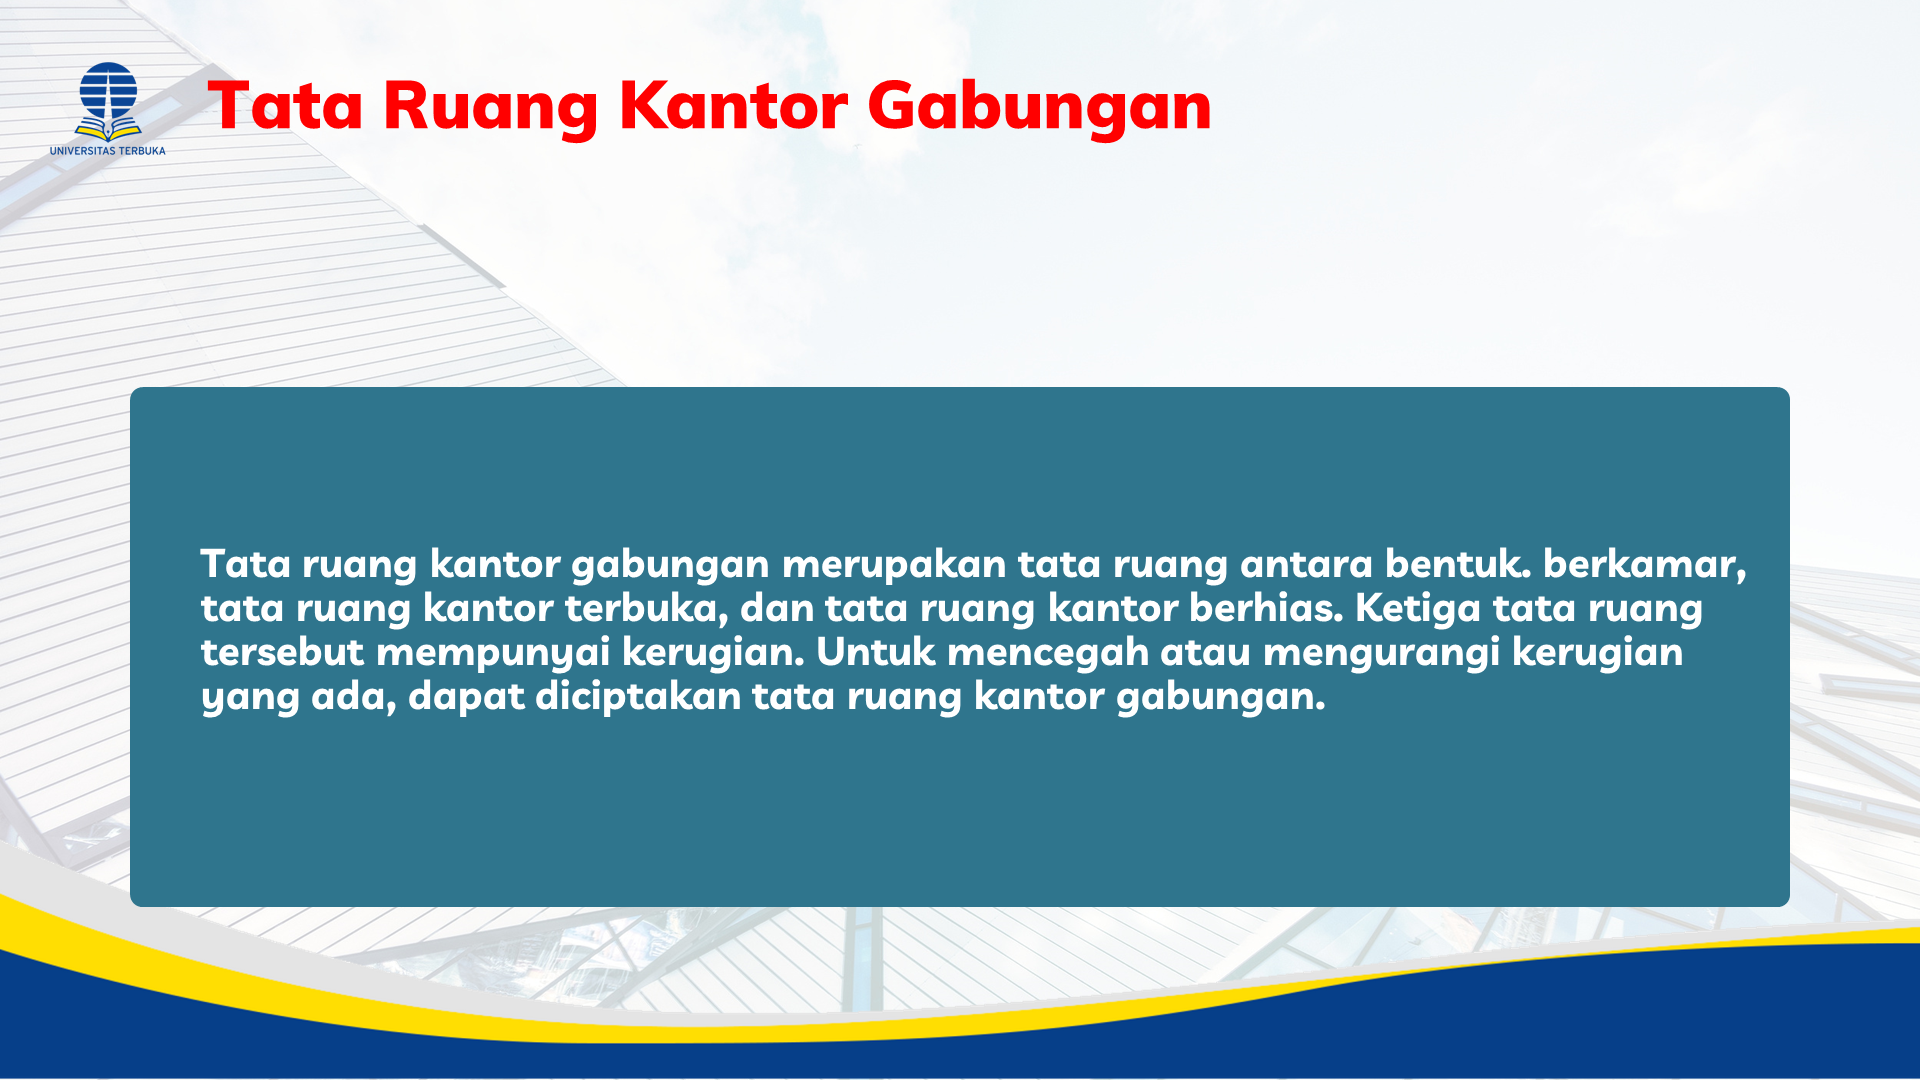 Tata Ruang Kantor Gabungan
UNIVERSITAS TERBUKA
Tata ruang kantor gabungan merupakan tata ruang antara bentuk. berkamar,
tata ruang kantor terbuka, dan tata ruang kantor berhias. Ketiga tata ruang
tersebut mempunyai kerugian. Untuk mencegah atau mengurangi kerugian
yang ada, dapat diciptakan tata ruang kantor gabungan.